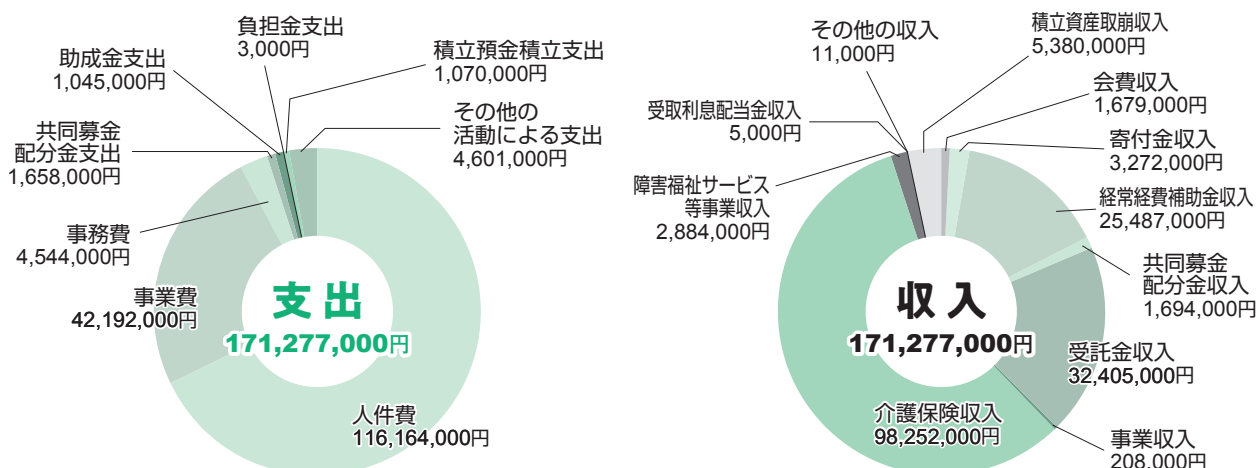 負担金支出
3,000円
助成金支出
1,045,000円
積立預金積立支出
1,070,000円
共同募金
配分金支出
1,658,000円
その他の
活動による支出
4,601,000円
事務費
4,544,000円
事業費
42,192,000円
支出
171,277,000円
人件費
116,164,000円
その他の収入
11,000円
積立資産取崩収入
5,380,000円
受取利息配当金収入
5,000円
会費収入
1,679,000円
障害福祉サービス
等事業収入
2,884,000円
寄付金収入
3,272,000円
経常経費補助金収入
25,487,000円
共同募金
配分金収入
1,694,000円
収入
171,277,000円
受託金収入
32,405,000円
介護保険収入
98,252,000円
事業収入
208,000円